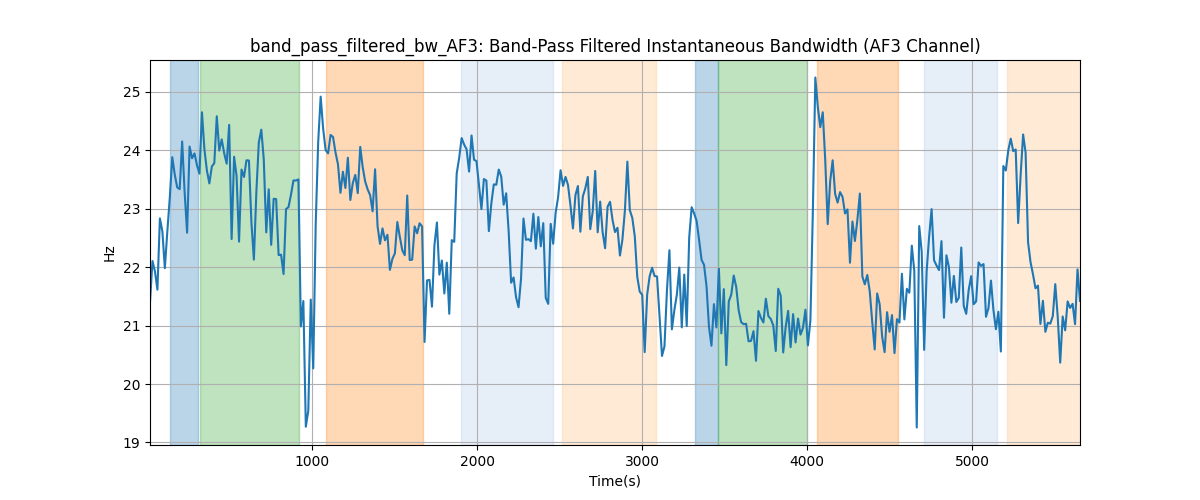 band_pass_filtered_bw_AF3: Band-Pass Filtered Instantaneous Bandwidth (AF3 Channel)
25
24
23
22
21
20
19
Hz
1000 2000 3000 4000 5000
Time(s)